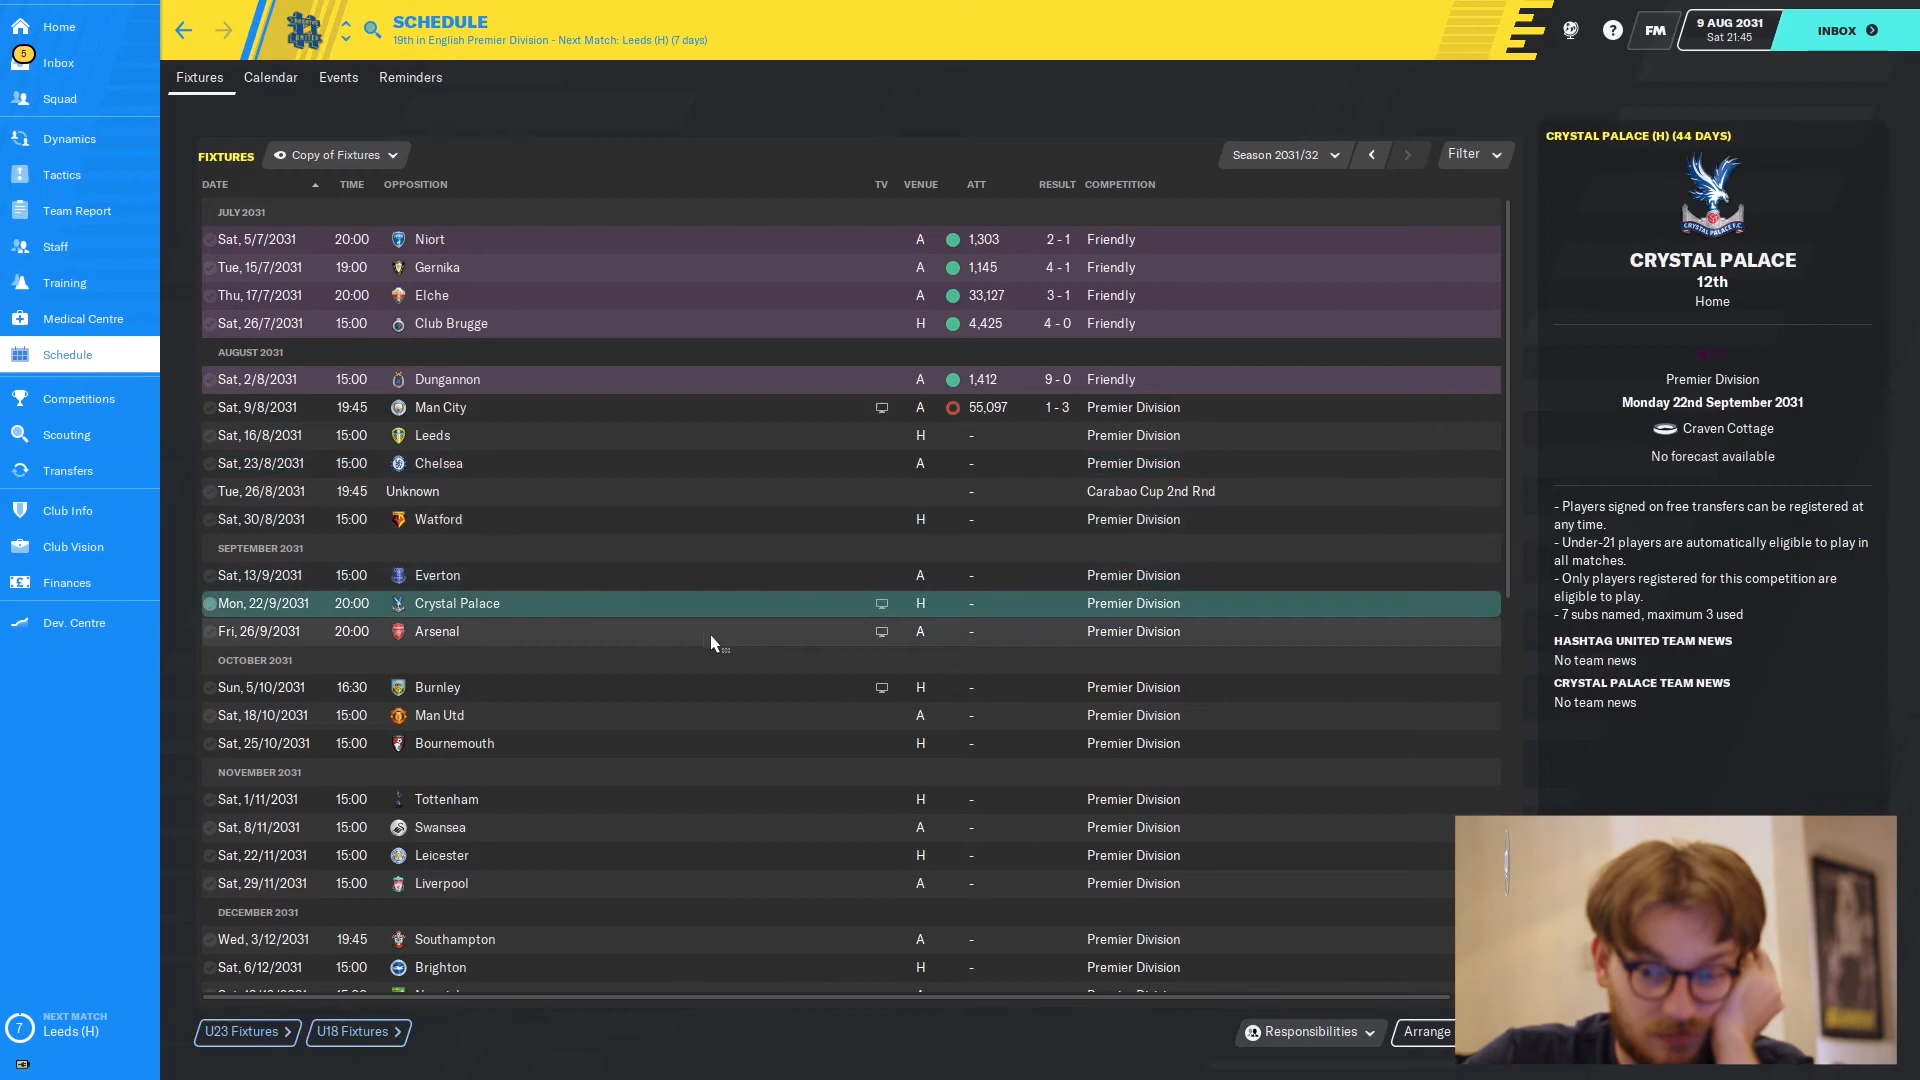 Home
5
Inbox
Squad
Dynamics
Tactics
Team Report
Staff
Training
Medical Centre
Schedule
Competitions
Scouting
Transfers
Club Info
Club Vision
Finances
Dev. Centre
7
NEXT MATCH
Leeds (H)
SCHEDULE
19th in English Premier Division - Next Match: Leeds (H) (7 days)
?
FM
9 AUG 2031
Sat 21:45
INBOX
Fixtures Calendar Events Reminders
FIXTURES Copy of Fixtures Season 2031/32 Filter
DATE TIME OPPOSITION TV VENUE ATT RESULT COMPETITION
JULY 2031
Sat, 5/7/2031 20:00 Niort A 1,303 2 - 1 Friendly
Tue, 15/7/2031 19:00 Gernika A 1,145 4 - 1 Friendly
Thu, 17/7/2031 20:00 Elche A 33,127 3 - 1 Friendly
Sat, 26/7/2031 15:00 Club Brugge H 4,425 4 - 0 Friendly
AUGUST 2031
Sat, 2/8/2031 15:00 Dungannon A 1,412 9 - 0 Friendly
Sat, 9/8/2031 19:45 Man City A 55,097 1 - 3 Premier Division
Sat, 16/8/2031 15:00 Leeds H - Premier Division
Sat, 23/8/2031 15:00 Chelsea A - Premier Division
Tue, 26/8/2031 19:45 Unknown - Carabao Cup 2nd Rnd
Sat, 30/8/2031 15:00 Watford H - Premier Division
SEPTEMBER 2031
Sat, 13/9/2031 15:00 Everton A - Premier Division
Mon, 22/9/2031 20:00 Crystal Palace H - Premier Division
Fri, 26/9/2031 20:00 Arsenal A - Premier Division
OCTOBER 2031
Sun, 5/10/2031 16:30 Burnley H - Premier Division
Sat, 18/10/2031 15:00 Man Utd A - Premier Division
Sat, 25/10/2031 15:00 Bournemouth H - Premier Division
NOVEMBER 2031
Sat, 1/11/2031 15:00 Tottenham H - Premier Division
Sat, 8/11/2031 15:00 Swansea A - Premier Division
Sat, 22/11/2031 15:00 Leicester H - Premier Division
Sat, 29/11/2031 15:00 Liverpool A - Premier Division
DECEMBER 2031
Wed, 3/12/2031 19:45 Southampton A - Premier Division
Sat, 6/12/2031 15:00 Brighton H - Premier Division
U23 Fixtures U18 Fixtures Responsibilities Arrange
CRYSTAL PALACE (H) (44 DAYS)
CRYSTAL PALACE F.C.
CRYSTAL PALACE
12th
Home
Premier Division
Monday 22nd September 2031
Craven Cottage
No forecast available
- Players signed on free transfers can be registered at
any time.
- Under-21 players are automatically eligible to play in
all matches.
- Only players registered for this competition are
eligible to play.
- 7 subs named, maximum 3 used
HASHTAG UNITED TEAM NEWS
No team news
CRYSTAL PALACE TEAM NEWS
No team news